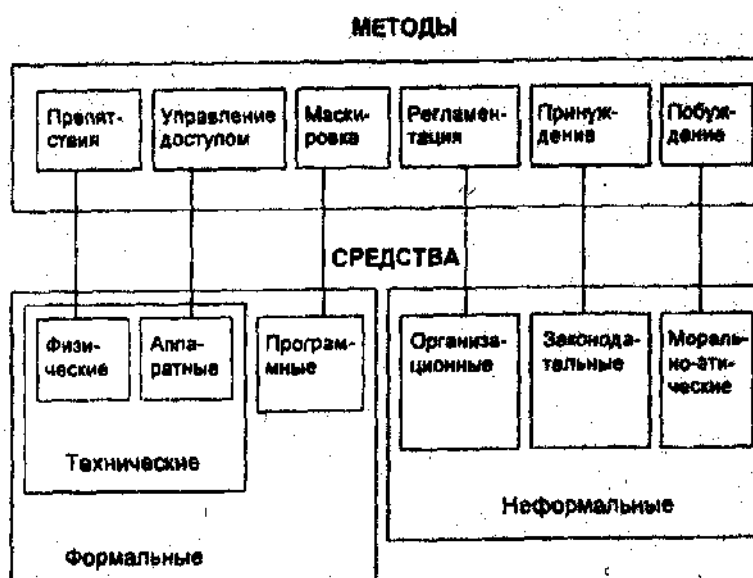 МЕТОДЫ
Препят-
ствия
Управление
доступом
Маски-
ровка
Регламен-
тация
Принуж-
дение
Побуж-
дение
СРЕДСТВА
Физи-
ческие
Аппа-
ратные
Програм-
мные
Организа-
ционные
Законода-
тельные
Мораль-
но-эти-
ческие
Технические
Неформальные
Формальные